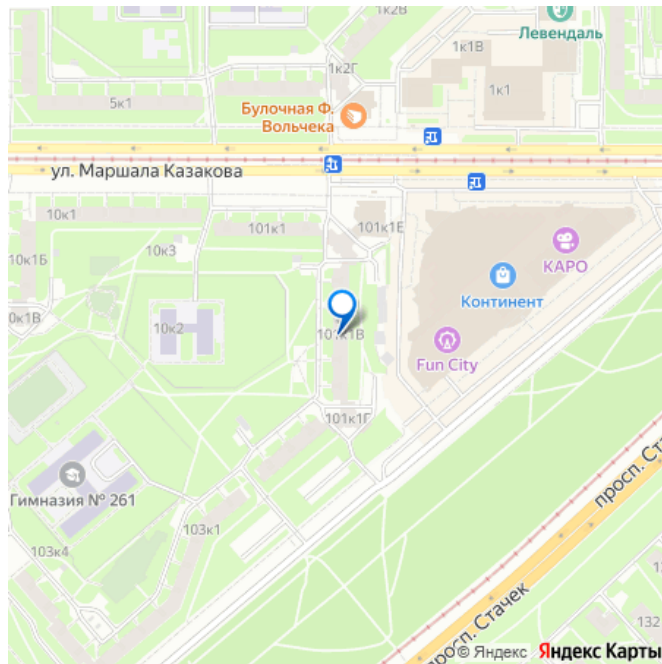 1к2В
Левендаль
1к1В
1к2Г
1к1
5к1
Булочная Ф.
Вольчека
ул. Маршала Казакова
10к1
101к1
101к1Е
10к3
10к1Б
КАРО
Континент
0к1В
10к2
101к1В
Fun City
101к1Г
просп. Ст
Гимназия № 261
103к1
103к4
просп. Стачек
132
© Яндекс Яндекс Карты